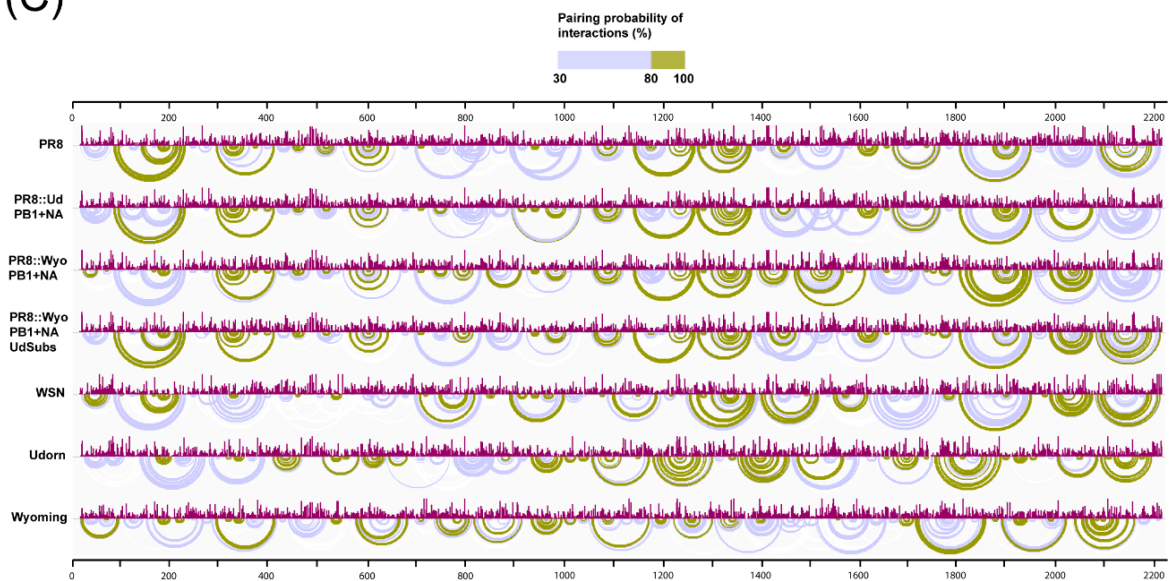 (C)
Pairing probability of
interactions (%)
30 80 100
0 200 400 600 800 1000 1200 1400 1600 1800 2000 2200
PR8
PR8::Ud
PB1+NA
PR8::Wyo
PB1+NA
PR8::Wyo
PB1+NA
UdSubs
WSN
Udorn
Wyoming
0 200 400 600 800 1000 1200 1400 1600 1800 2000 2200